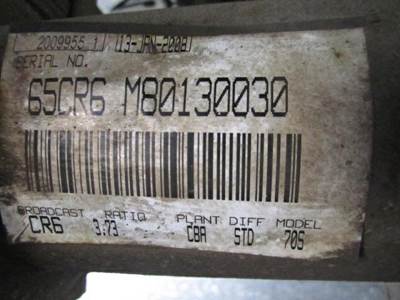 2009955 1 13-JAN-2008
SERIAL NO.
65CR6 M80130030
BROADCAST RATIO PLANT DIFF MODEL
CR6 3.73 CBA STD 70S